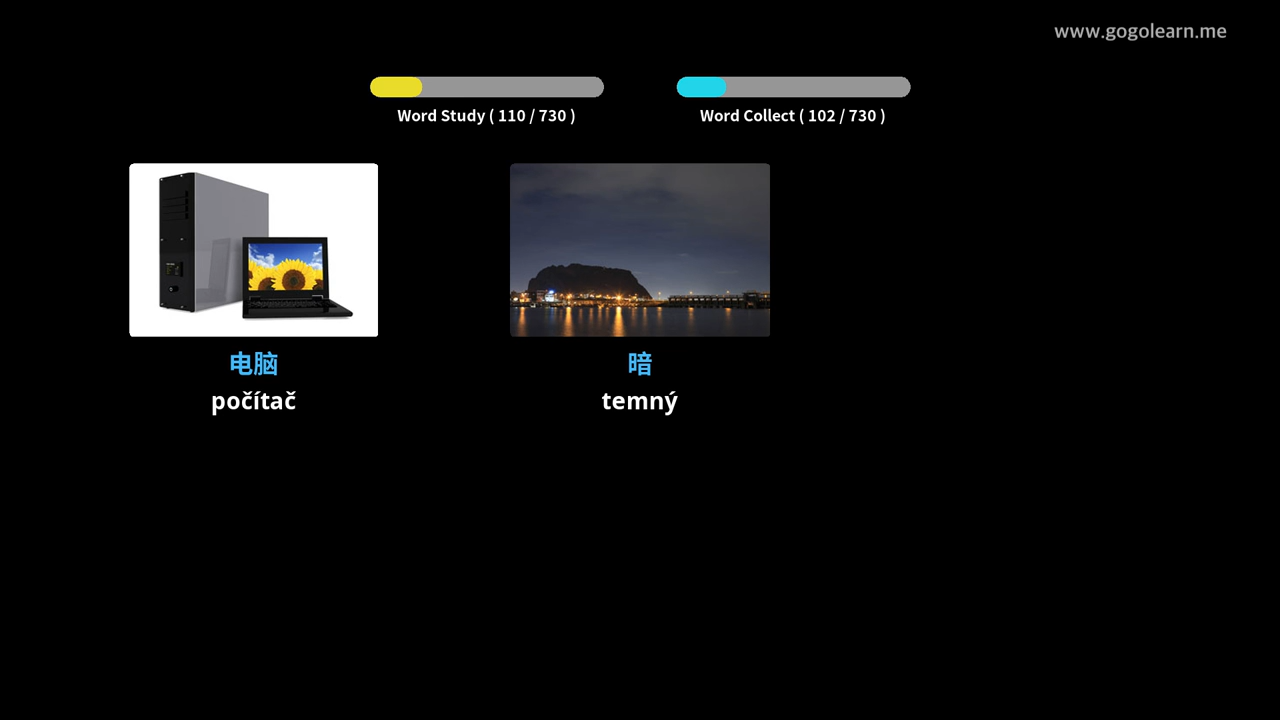 www.gogolearn.me
Word Study ( 110 / 730 )
Word Collect ( 102 / 730 )
电脑
počítač
暗
temný